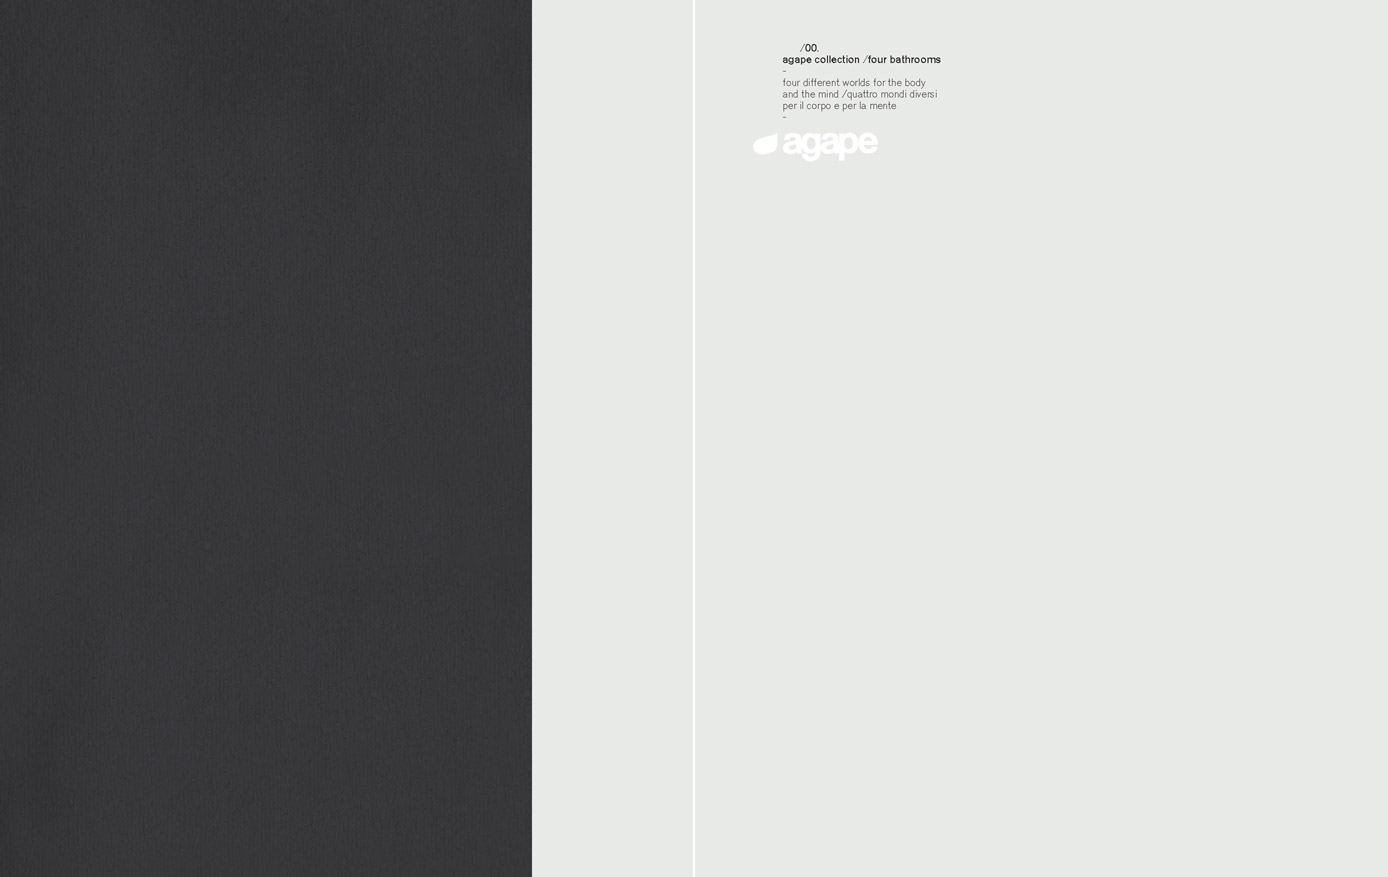 /00.
agape collection /four bathrooms
-
four different worlds for the body
and the mind /quattro mondi diversi
per il corpo e per la mente
-
agape